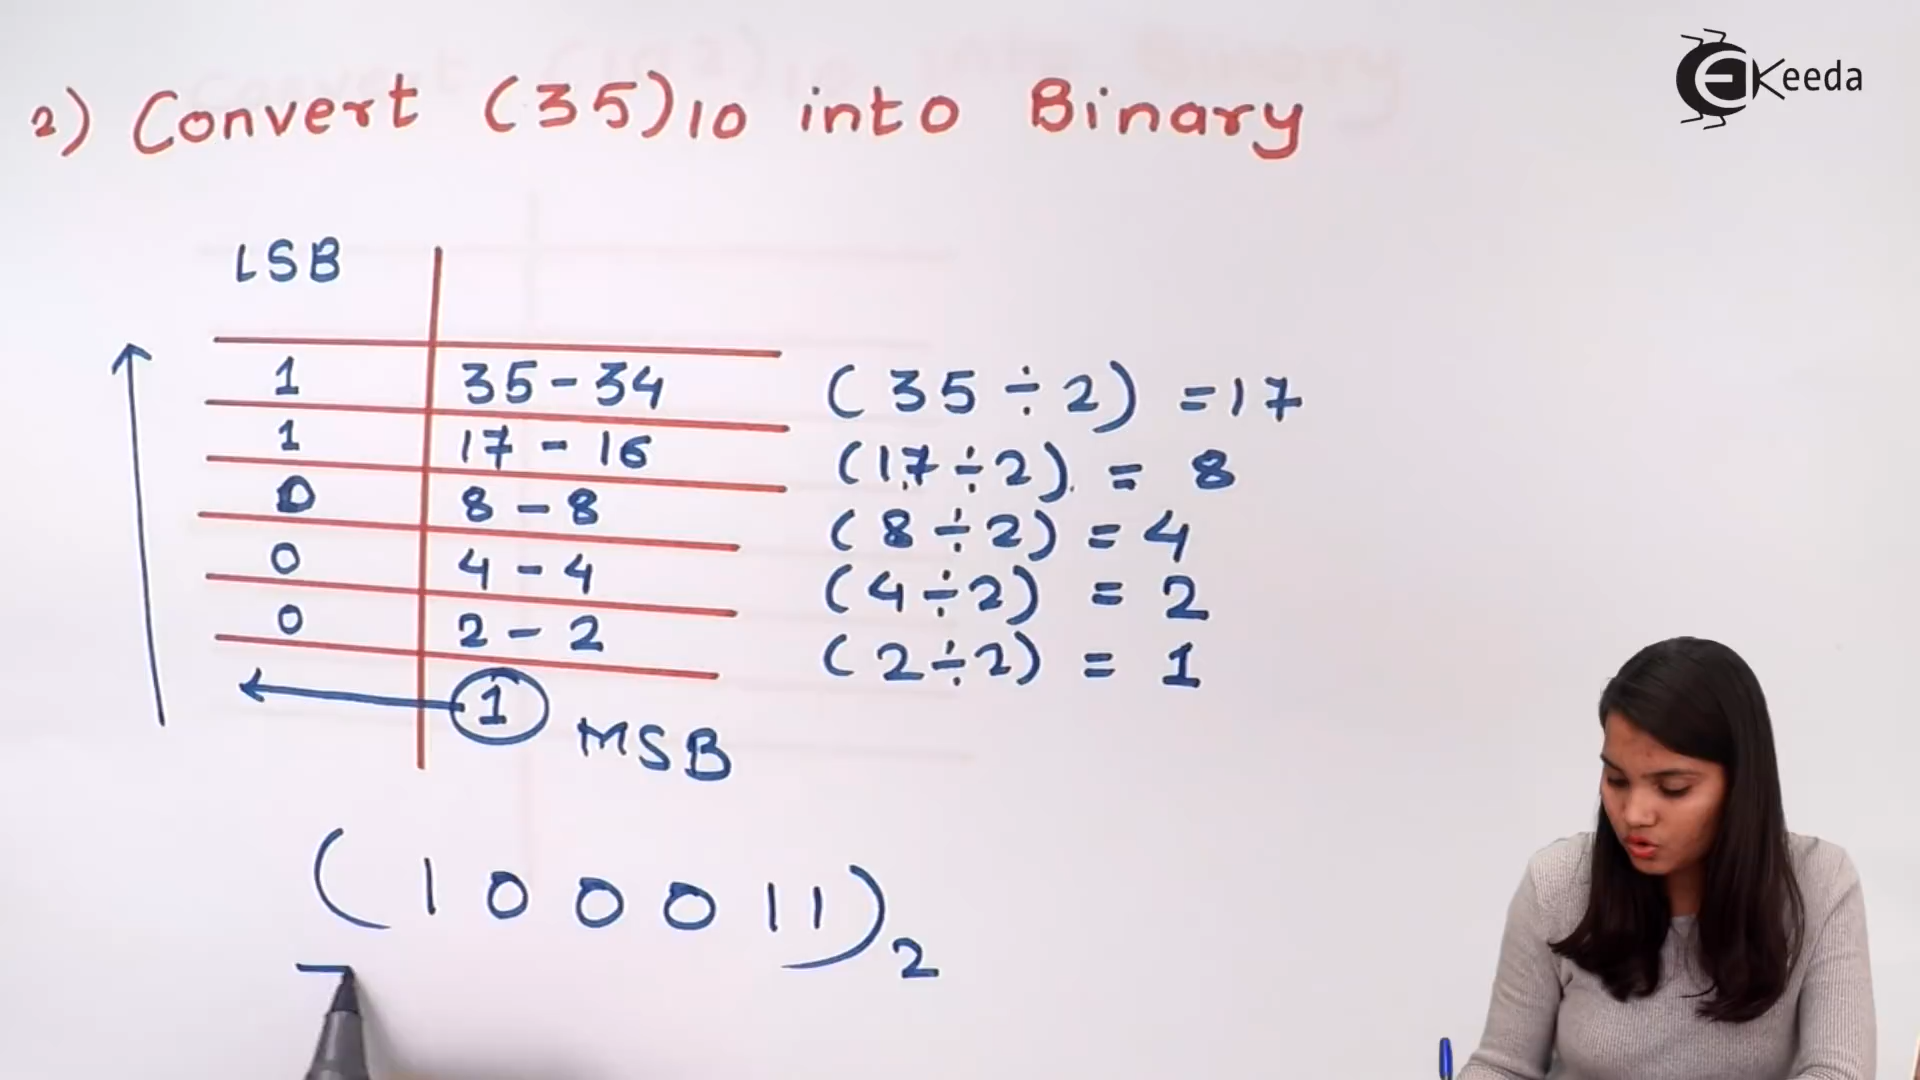 EKeeda
2) Convert (35)10 into Binary
LSB
1 35 - 34 (35 ÷ 2) = 17
1 17 - 16 (17 ÷ 2) = 8
0 8 - 8 (8 ÷ 2) = 4
0 4 - 4 (4 ÷ 2) = 2
0 2 - 2 (2 ÷ 2) = 1
1 MSB
(100011)2